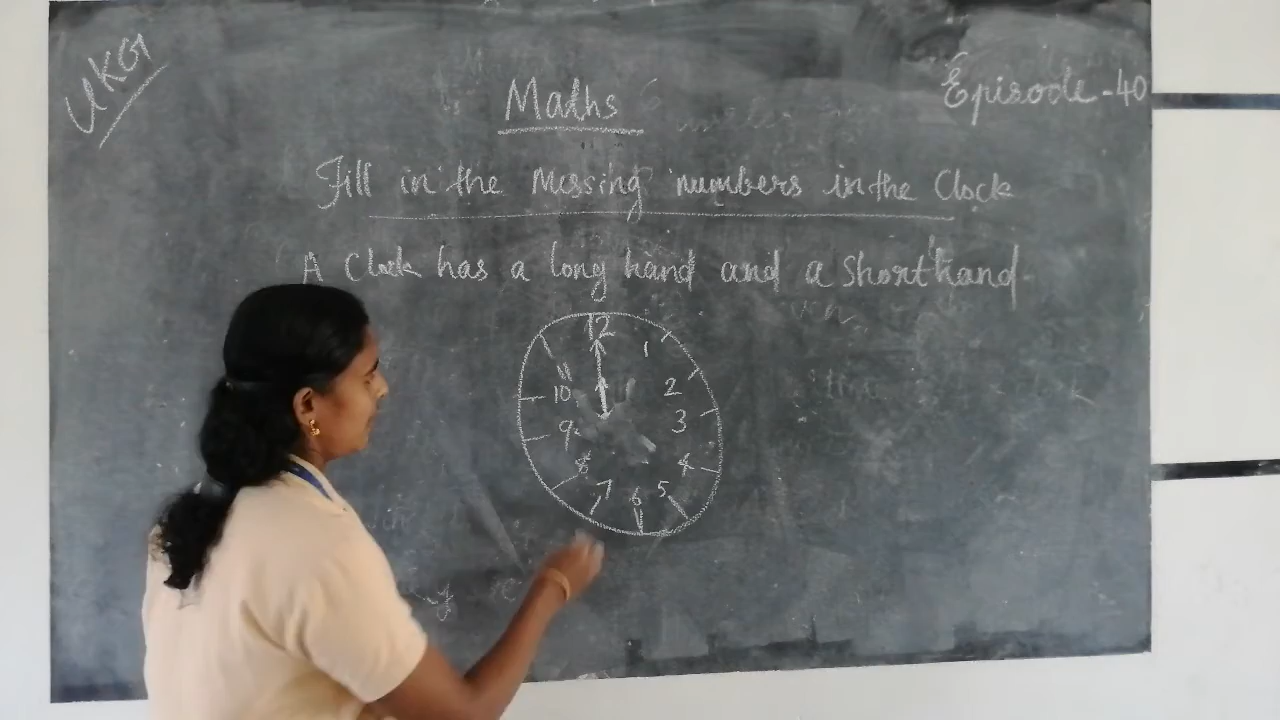 UKG
Maths
Episode-40
Fill in the Missing numbers in the Clock
A Clock has a long hand and a Short hand.
12
11
1
10
2
9
3
8
4
7
6
5